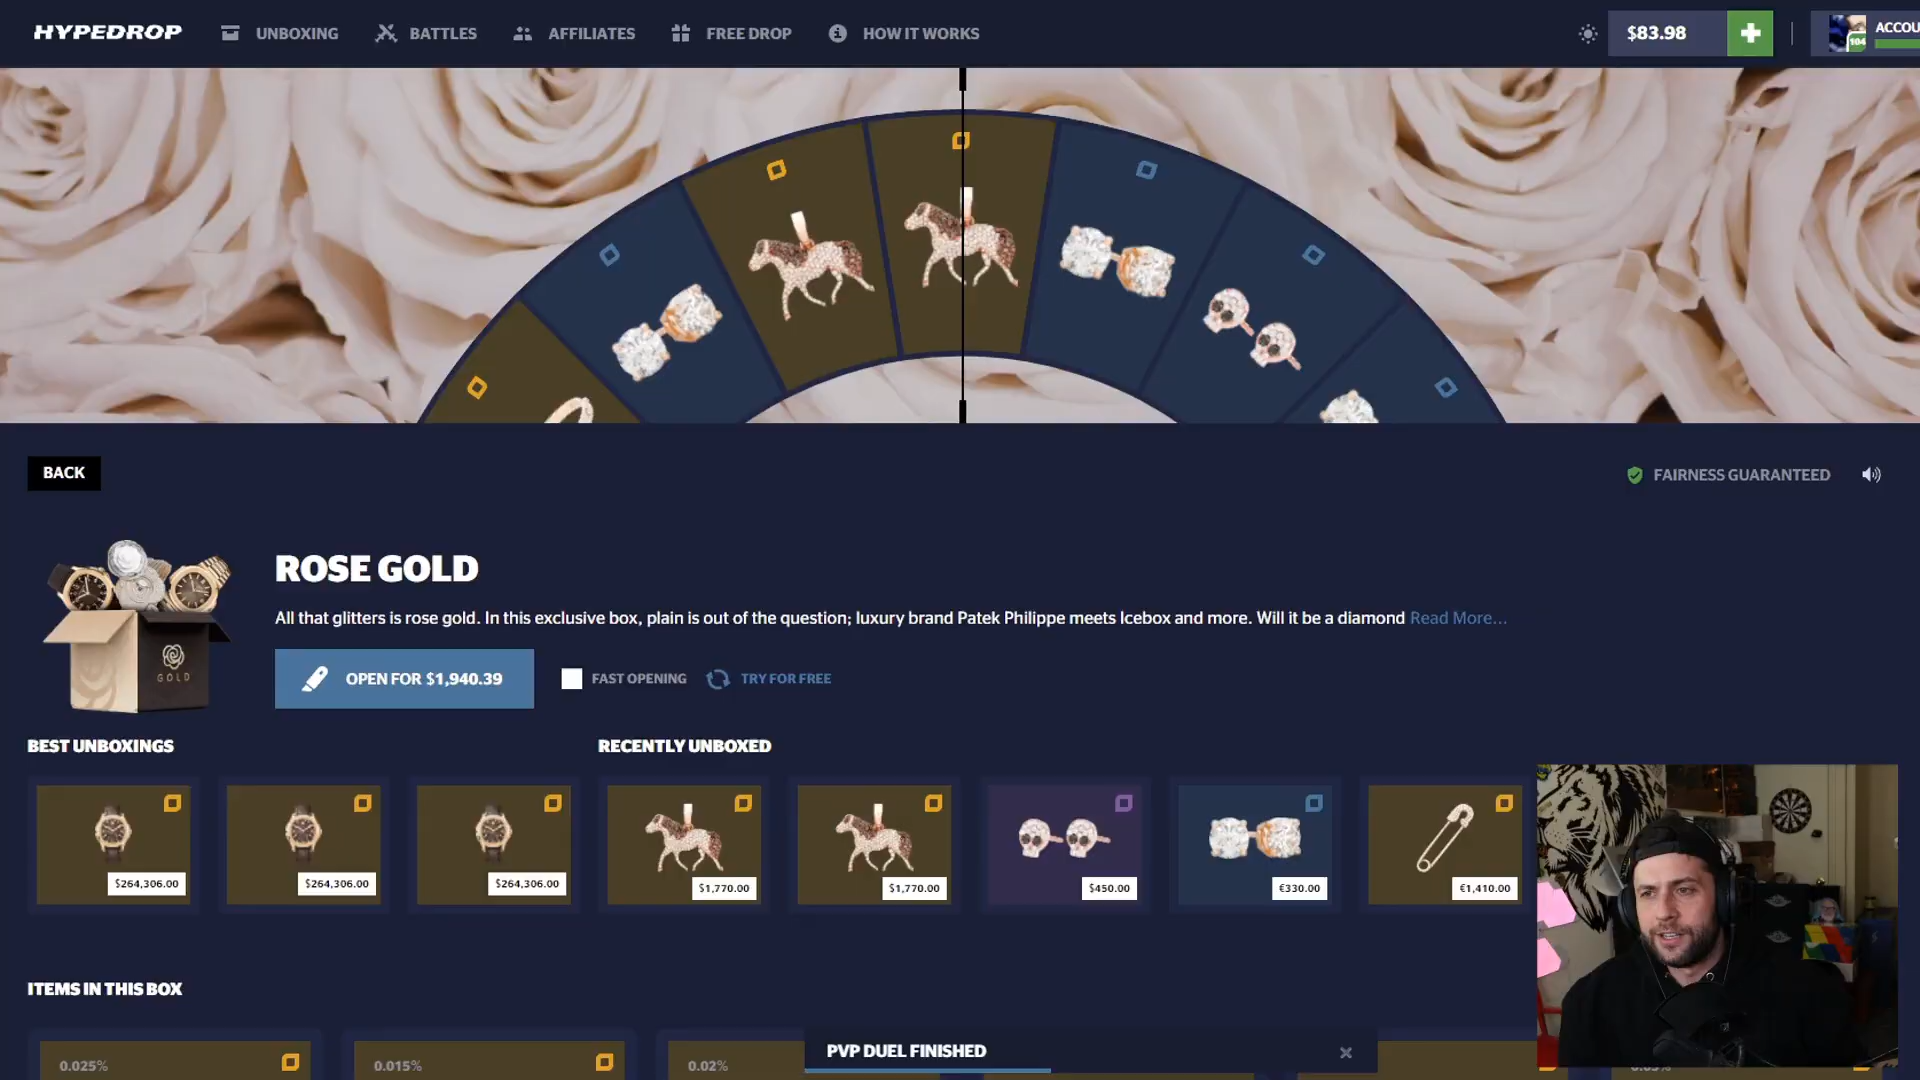 HYPEDROP UNBOXING BATTLES AFFILIATES FREE DROP HOW IT WORKS $83.98 104 ACCOU
BACK
FAIRNESS GUARANTEED
GOLD
ROSE GOLD
All that glitters is rose gold. In this exclusive box, plain is out of the question; luxury brand Patek Philippe meets Icebox and more. Will it be a diamond Read More...
OPEN FOR $1,940.39 FAST OPENING TRY FOR FREE
BEST UNBOXINGS RECENTLY UNBOXED
$264,306.00 $264,306.00 $264,306.00 $1,770.00 $1,770.00 $450.00 €330.00 €1,410.00
ITEMS IN THIS BOX
PVP DUEL FINISHED
0.025% 0.015% 0.02%